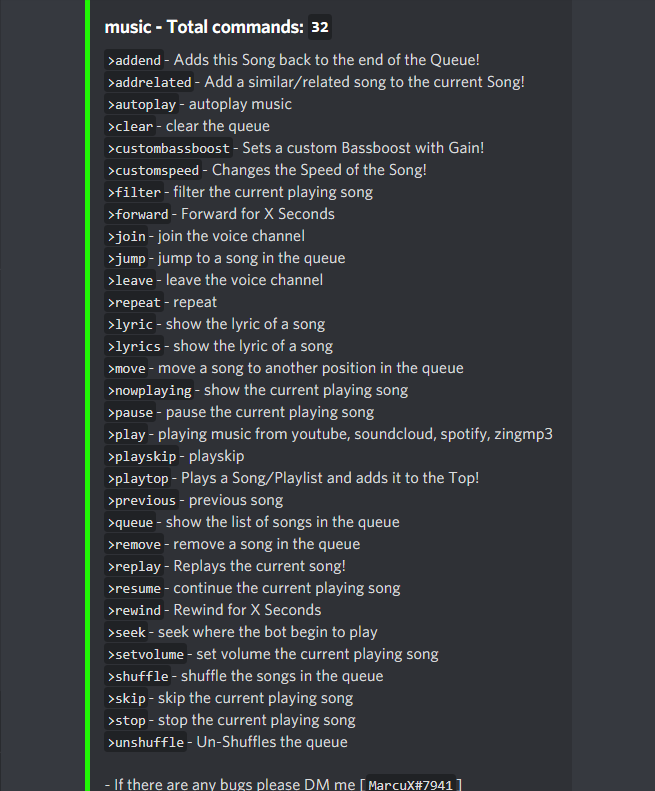 music - Total commands: 32
>addend - Adds this Song back to the end of the Queue!
>addrelated - Add a similar/related song to the current Song!
>autoplay - autoplay music
>clear - clear the queue
>custombassboost - Sets a custom Bassboost with Gain!
>customspeed - Changes the Speed of the Song!
>filter - filter the current playing song
>forward - Forward for X Seconds
>join - join the voice channel
>jump - jump to a song in the queue
>leave - leave the voice channel
>repeat - repeat
>lyric - show the lyric of a song
>lyrics - show the lyric of a song
>move - move a song to another position in the queue
>nowplaying - show the current playing song
>pause - pause the current playing song
>play - playing music from youtube, soundcloud, spotify, zingmp3
>playskip - playskip
>playtop - Plays a Song/Playlist and adds it to the Top!
>previous - previous song
>queue - show the list of songs in the queue
>remove - remove a song in the queue
>replay - Replays the current song!
>resume - continue the current playing song
>rewind - Rewind for X Seconds
>seek - seek where the bot begin to play
>setvolume - set volume the current playing song
>shuffle - shuffle the songs in the queue
>skip - skip the current playing song
>stop - stop the current playing song
>unshuffle - Un-Shuffles the queue
- If there are any bugs please DM me [ MarcuX#7941 ]